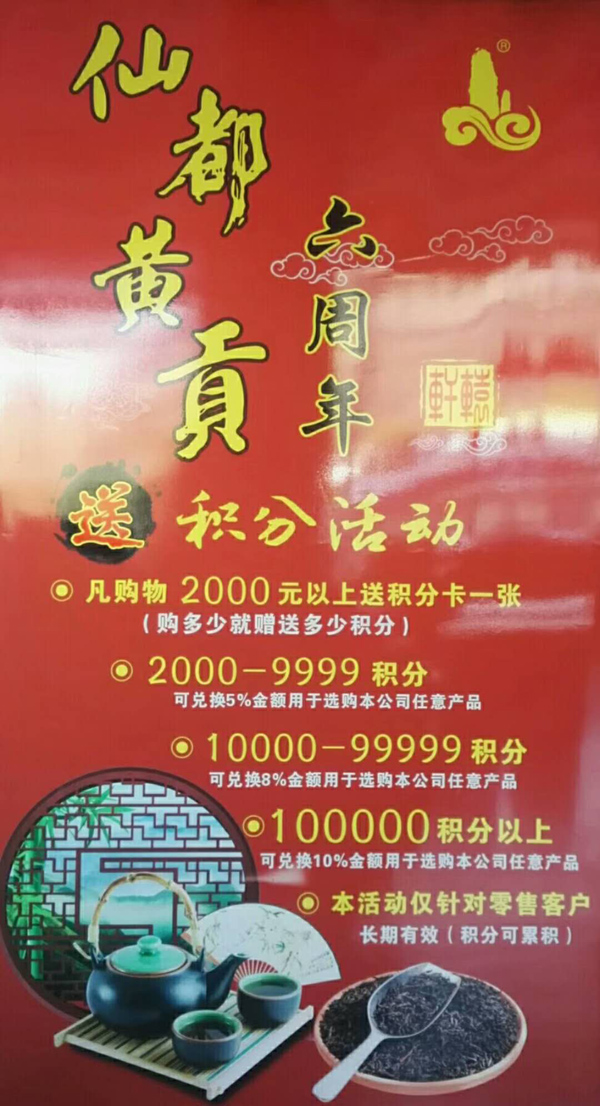 仙都黄貢
®
六周年
軒轅
送积分活动
凡购物 2000 元以上送积分卡一张
(购多少就赠送多少积分)
2000-9999 积分
可兑换5%金额用于选购本公司任意产品
10000-99999 积分
可兑换8%金额用于选购本公司任意产品
100000 积分以上
可兑换10%金额用于选购本公司任意产品
本活动仅针对零售客户
长期有效(积分可累积)